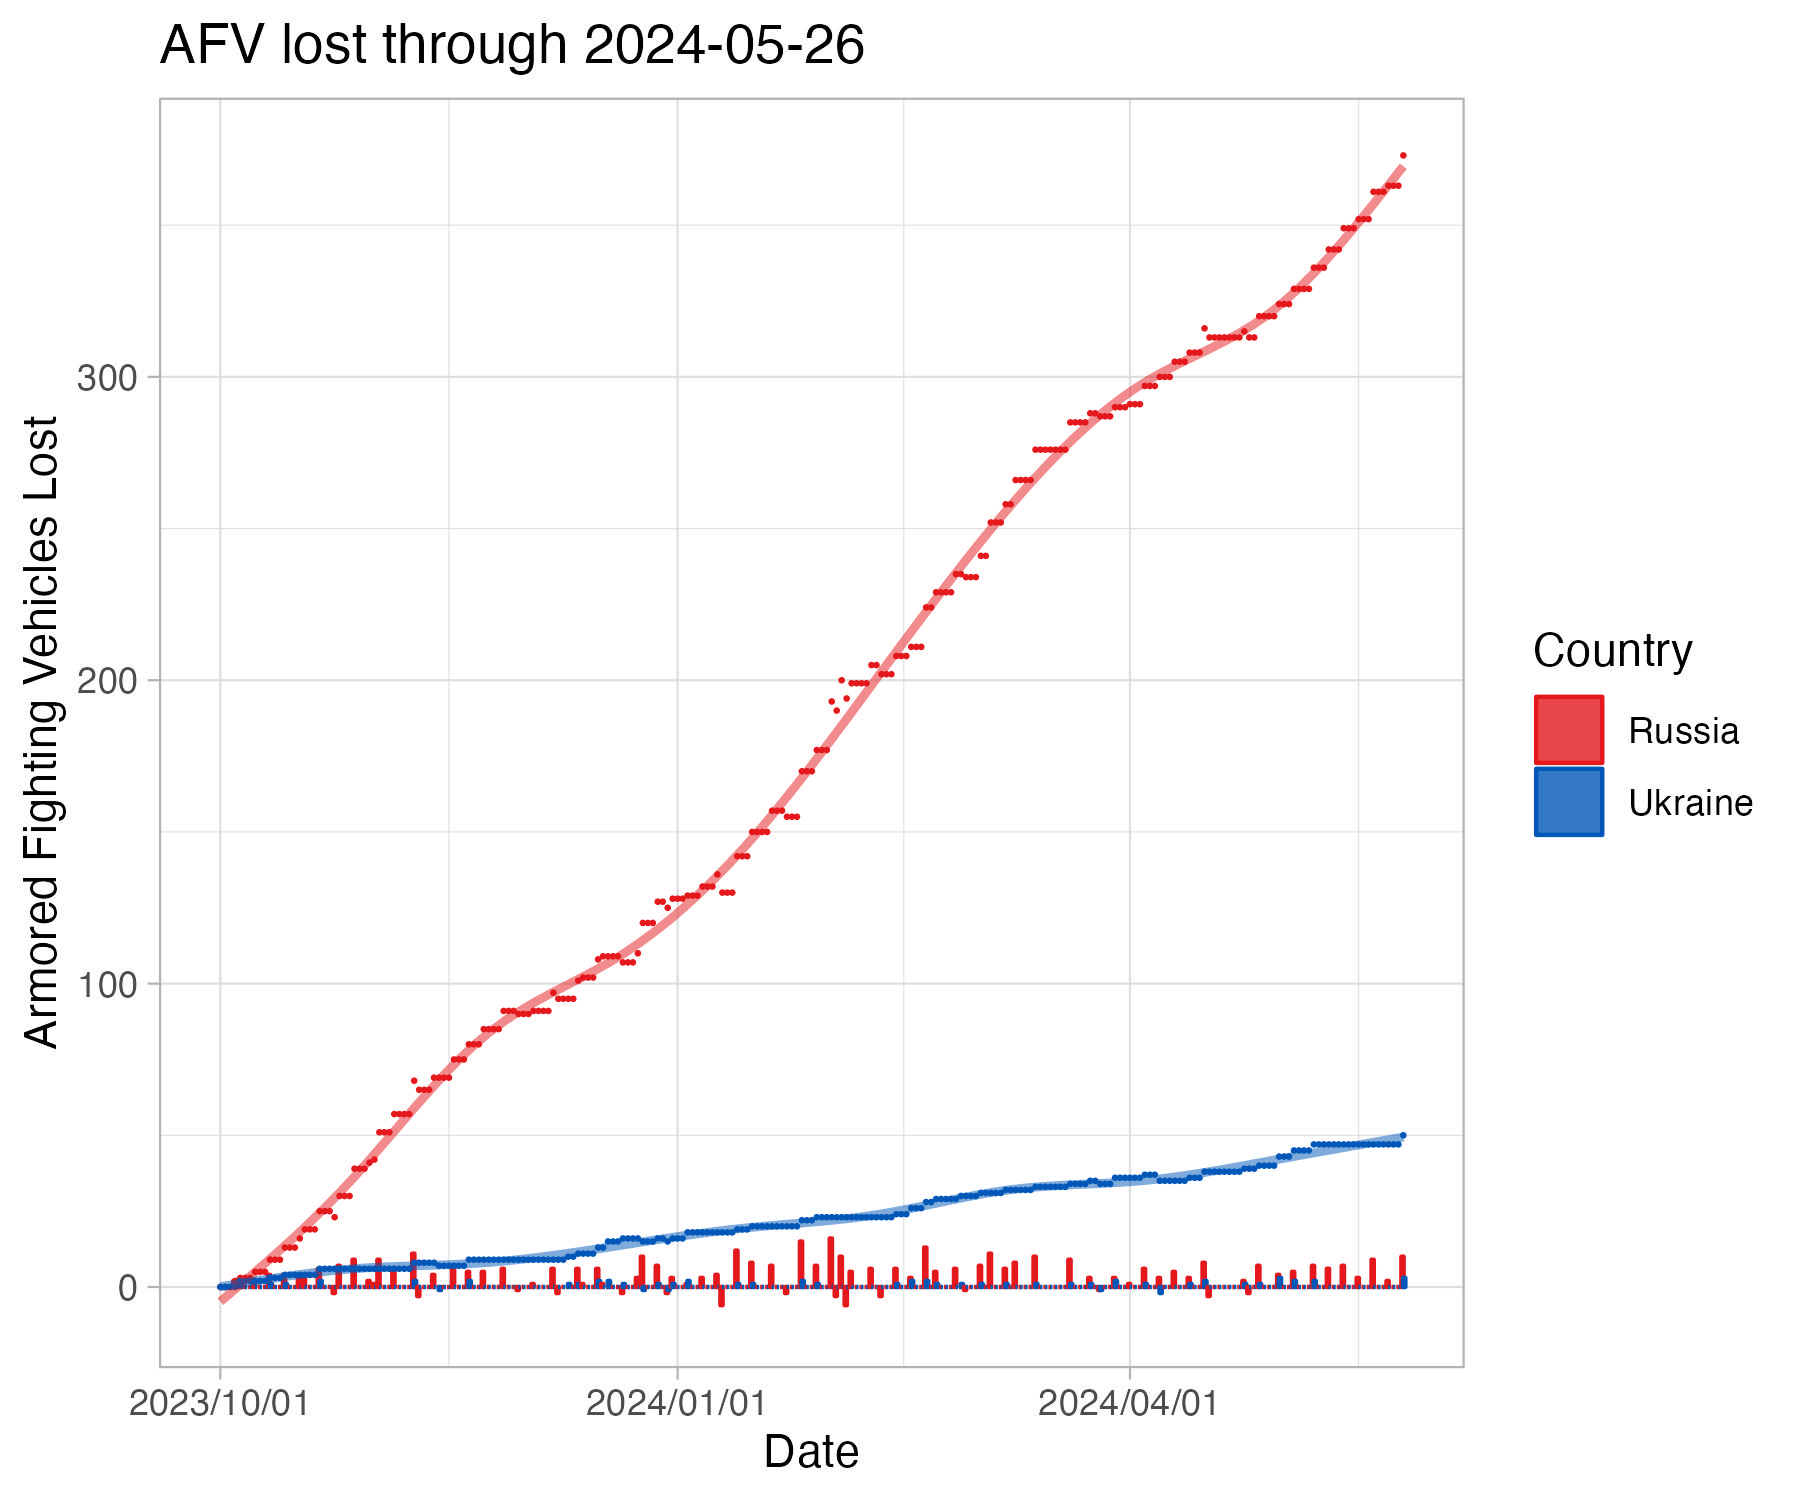 AFV lost through 2024-05-26
Armored Fighting Vehicles Lost
300
200
100
0
2023/10/01
2024/01/01
2024/04/01
Date
Country
Russia
Ukraine